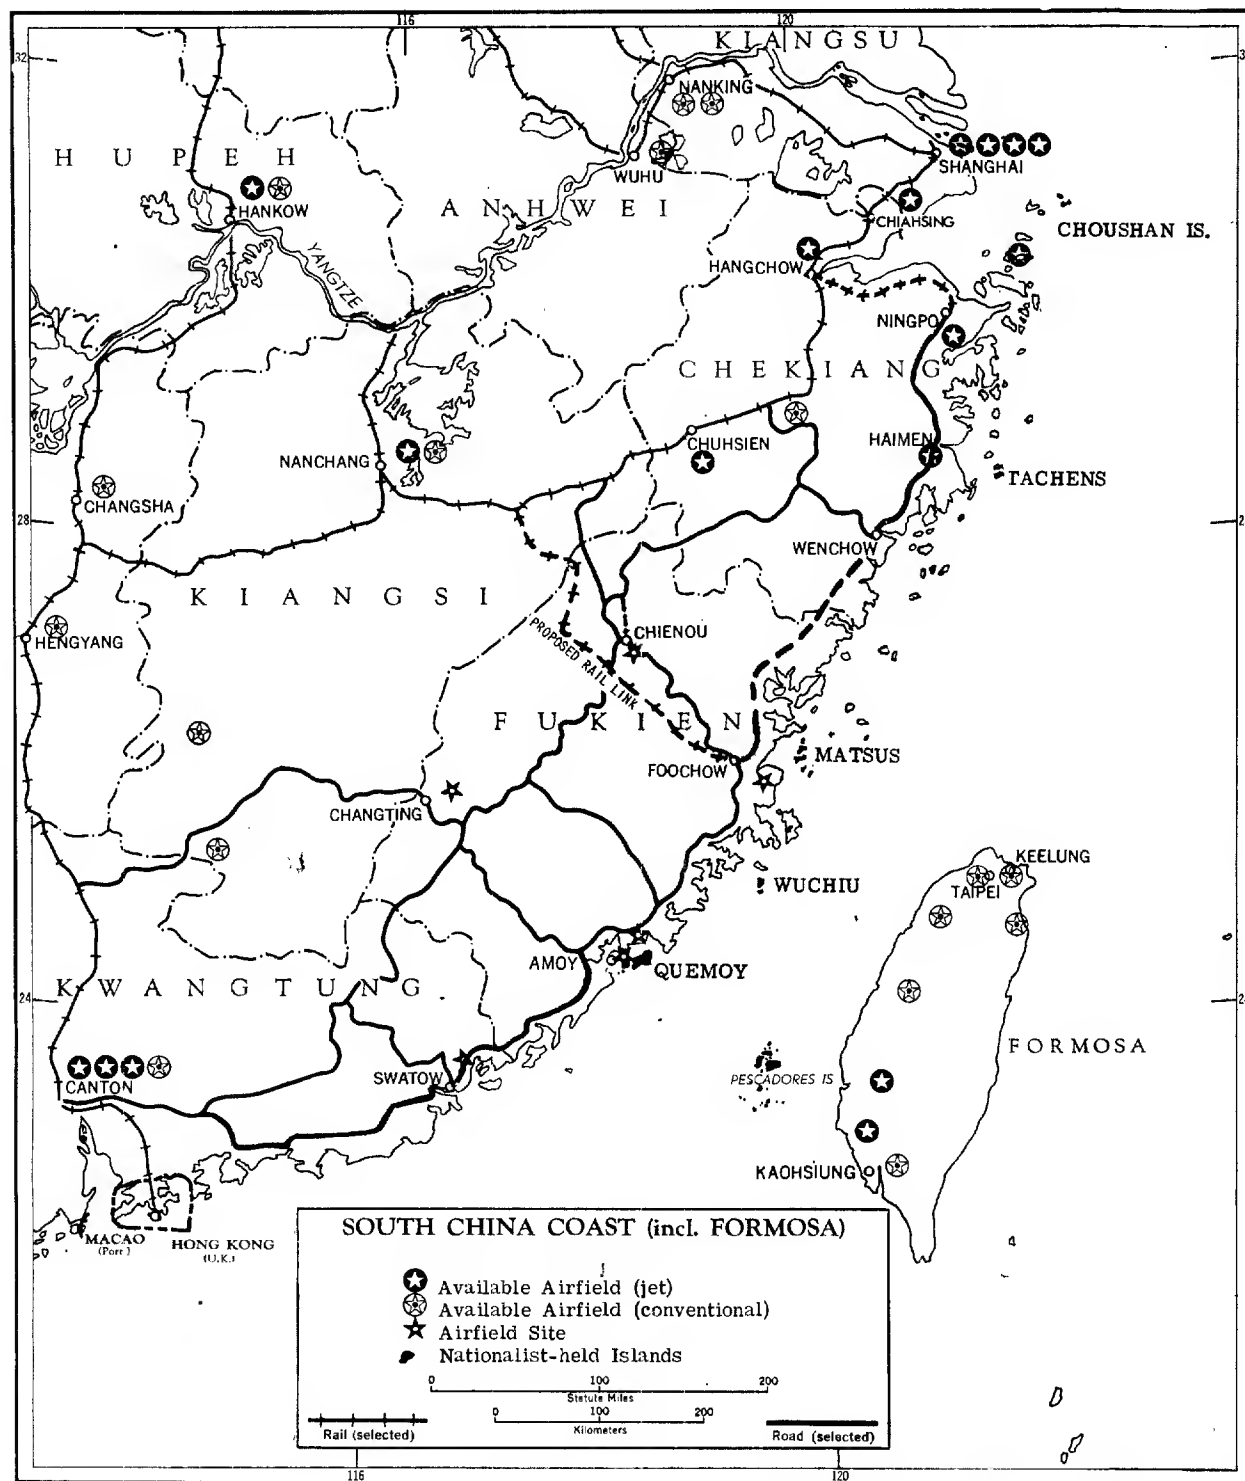 116
120
32
KIANGSU
NANKING
HUPEH
WUHU
SHANGHAI
HANKOW
ANHWEI
CHIAHSING
CHOUSHAN IS.
YANGTZE
HANGCHOW
NINGPO
CHEKIANG
CHUHSIEN
HAIMEN
NANCHANG
TACHENS
CHANGSHA
28
WENCHOW
KIANGSI
PROPOSED RAIL LINK
CHIENOU
HENGYANG
FUKIEN
MATSUS
FOOCHOW
CHANGTING
KEELUNG
TAIPEI
WUCHIU
AMOY
QUEMOY
KWANGTUNG
24
FORMOSA
CANTON
SWATOW
PESCADORES IS
KAOHSIUNG
MACAO
(Port.)
HONG KONG
(U.K.)
SOUTH CHINA COAST (incl. FORMOSA)
Available Airfield (jet)
Available Airfield (conventional)
Airfield Site
Nationalist-held Islands
0 100 200
Statute Miles
0 100 200
Kilometers
Rail (selected)
Road (selected)
116
120